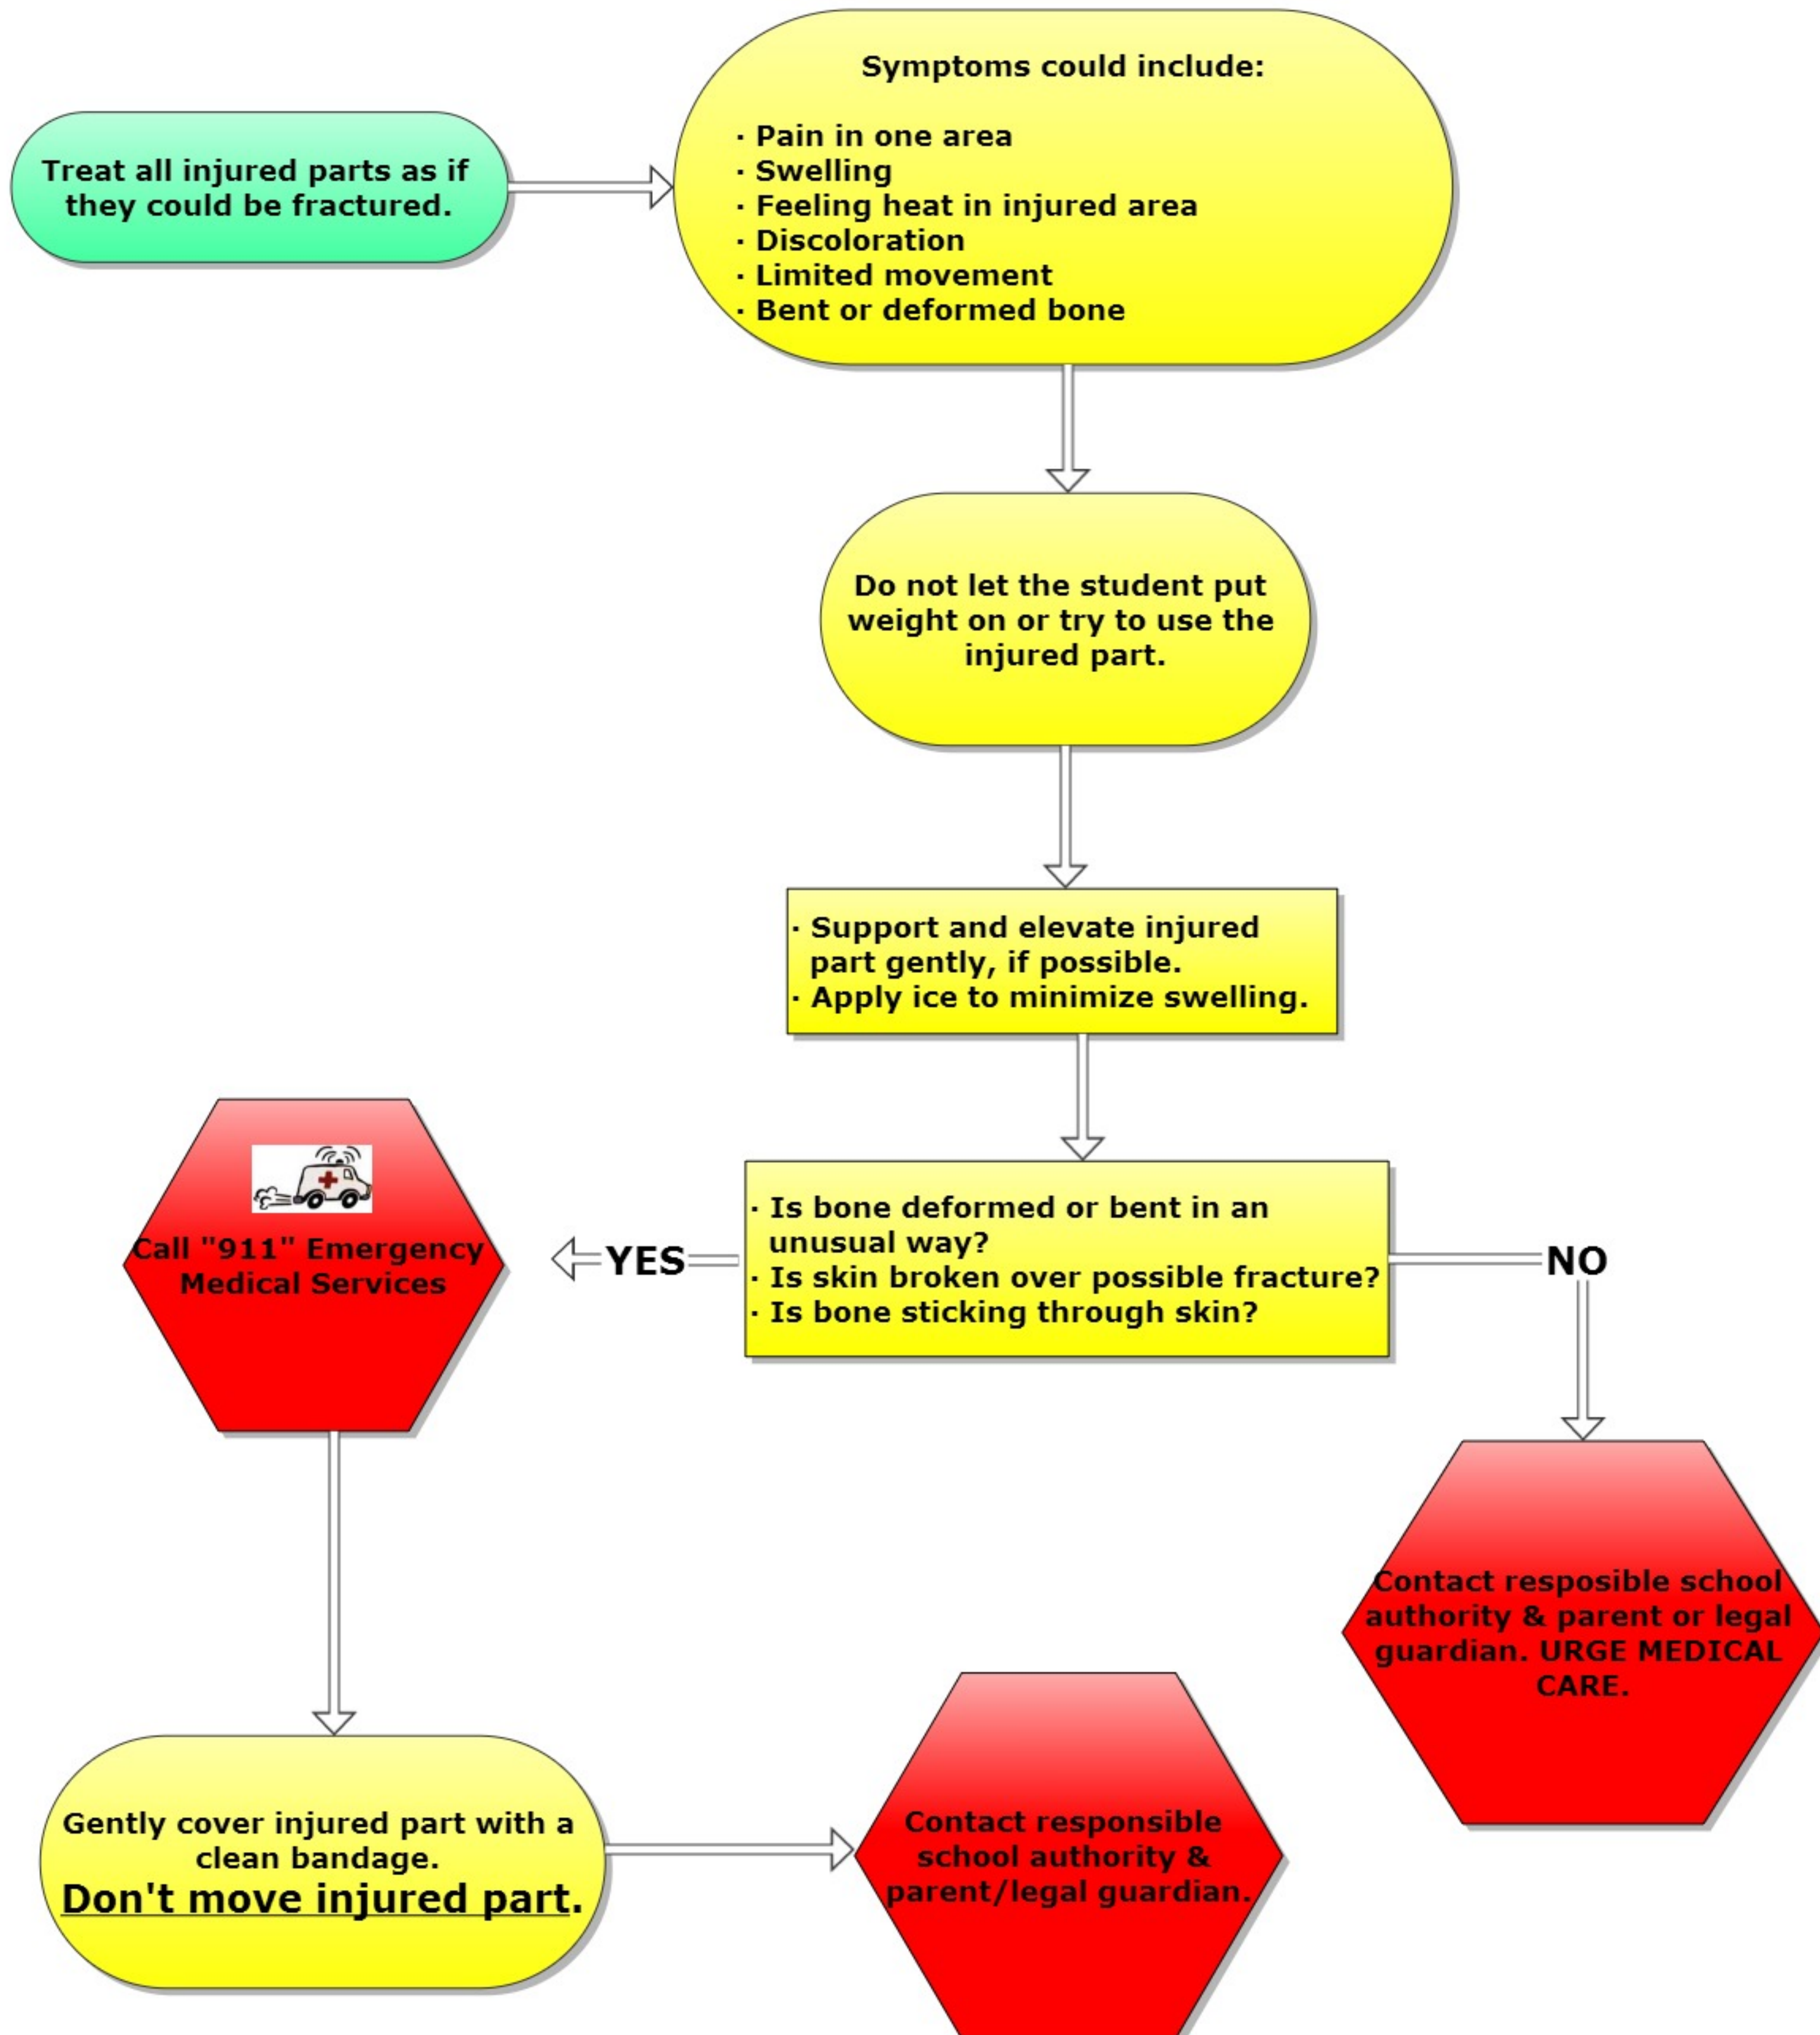 Treat all injured parts as if
they could be fractured.
Symptoms could include:
· Pain in one area
· Swelling
· Feeling heat in injured area
· Discoloration
· Limited movement
· Bent or deformed bone
Do not let the student put
weight on or try to use the
injured part.
· Support and elevate injured
part gently, if possible.
· Apply ice to minimize swelling.
· Is bone deformed or bent in an
unusual way?
· Is skin broken over possible fracture?
· Is bone sticking through skin?
YES
NO
Call "911" Emergency
Medical Services
Contact resposible school
authority & parent or legal
guardian. URGE MEDICAL
CARE.
Gently cover injured part with a
clean bandage.
Don't move injured part.
Contact responsible
school authority &
parent/legal guardian.